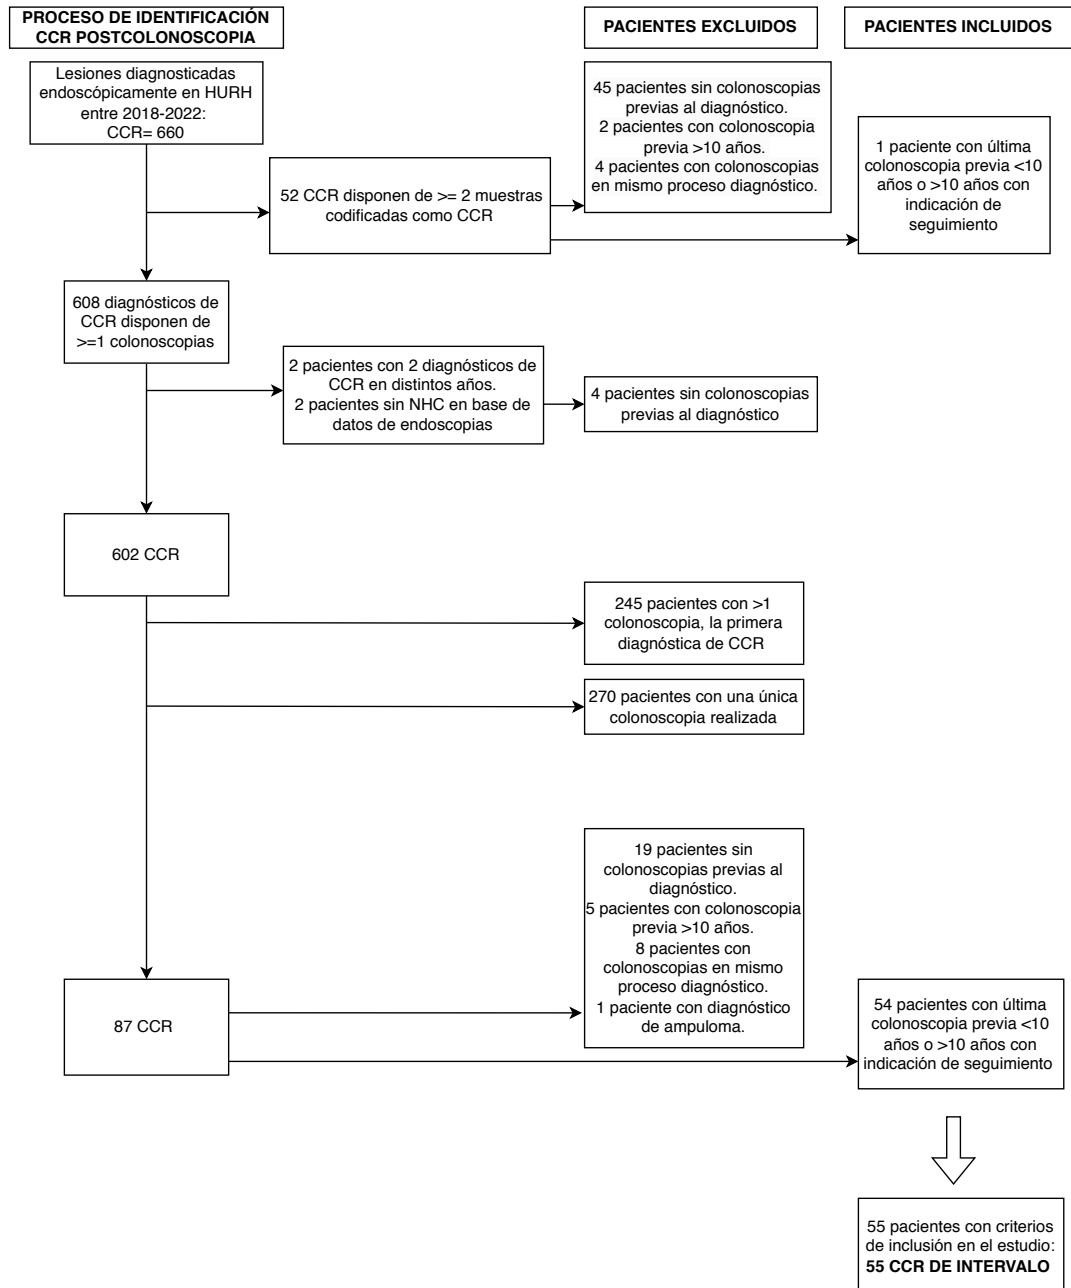 PROCESO DE IDENTIFICACIÓN
CCR POSTCOLONOSCOPIA
PACIENTES EXCLUIDOS
PACIENTES INCLUIDOS
Lesiones diagnosticadas
endoscópicamente en HURH
entre 2018-2022:
CCR= 660
45 pacientes sin colonoscopias
previas al diagnóstico.
2 pacientes con colonoscopia
previa >10 años.
4 pacientes con colonoscopias
en mismo proceso diagnóstico.
1 paciente con última
colonoscopia previa <10
años o >10 años con
indicación de
seguimiento
52 CCR disponen de >= 2 muestras
codificadas como CCR
608 diagnósticos de
CCR disponen de
>=1 colonoscopias
2 pacientes con 2 diagnósticos de
CCR en distintos años.
2 pacientes sin NHC en base de
datos de endoscopias
4 pacientes sin colonoscopias
previas al diagnóstico
602 CCR
245 pacientes con >1
colonoscopia, la primera
diagnóstica de CCR
270 pacientes con una única
colonoscopia realizada
19 pacientes sin
colonoscopias previas al
diagnóstico.
5 pacientes con colonoscopia
previa >10 años.
8 pacientes con
colonoscopias en mismo
proceso diagnóstico.
1 paciente con diagnóstico
de ampuloma.
87 CCR
54 pacientes con última
colonoscopia previa <10
años o >10 años con
indicación de seguimiento
55 pacientes con criterios
de inclusión en el estudio:
55 CCR DE INTERVALO